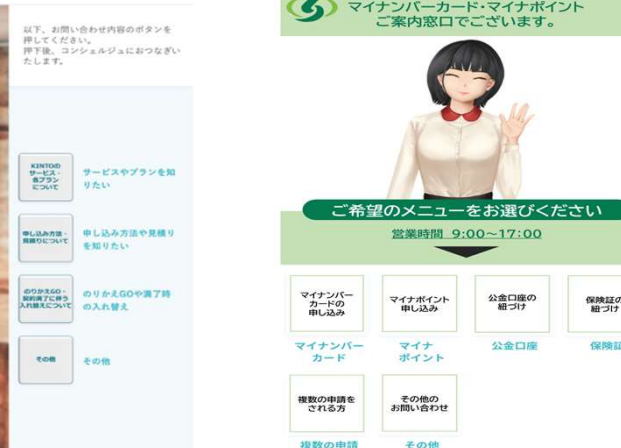 以下、お問い合わせ内容のボタンを
押してください。
押下後、コンシェルジュにおつなぎい
たします。
KINTOの
サービス・
各プラン
について
サービスやプランを知
りたい
申し込み方法・
見積りについて
申し込み方法や見積り
を知りたい
のりかえGO・
契約満了に伴う
入れ替えについて
のりかえGOや満了時
の入れ替え
その他
その他
マイナンバーカード・マイナポイント
ご案内窓口でございます。
ご希望のメニューをお選びください
営業時間 9:00～17:00
マイナンバー
カードの
申し込み
マイナンバー
カード
マイナポイント
申し込み
マイナ
ポイント
公金口座の
紐づけ
公金口座
保険証の
紐づけ
保険証
複数の申請を
される方
複数の申請
その他の
お問い合わせ
その他